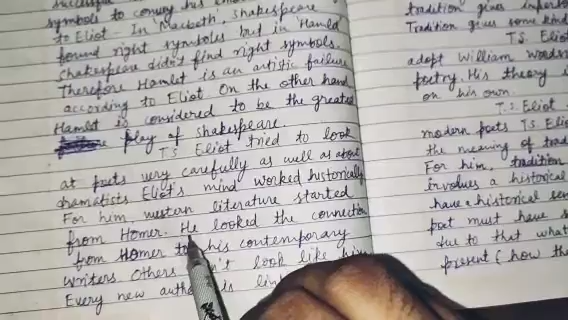 symbols to convey his
to Eliot - In Macbeth, Shakespeare
found right symbols but in Hamlet
Shakespeare didn't find right symbols.
Therefore Hamlet is an artistic failure
according to Eliot On the other hand
Hamlet is considered to be the greatest
play of Shakespeare.
T.S Eliot tried to look
at poets very carefully as well as about
dramatists Eliot's mind worked historically
For him western literature started
from Homer. He looked the connection
from Homer to his contemporary
writers others look like him
Every new is
tradition gives
Tradition gives some kind
T.S. Eli
adopt William words
poetry. His theory
on his own.
T.S. Eliot
modern poets T.S Eli
the meaning of trad
For him, tradition
involves a historical
have a historical sen
poet must have
due to that what
present (how the